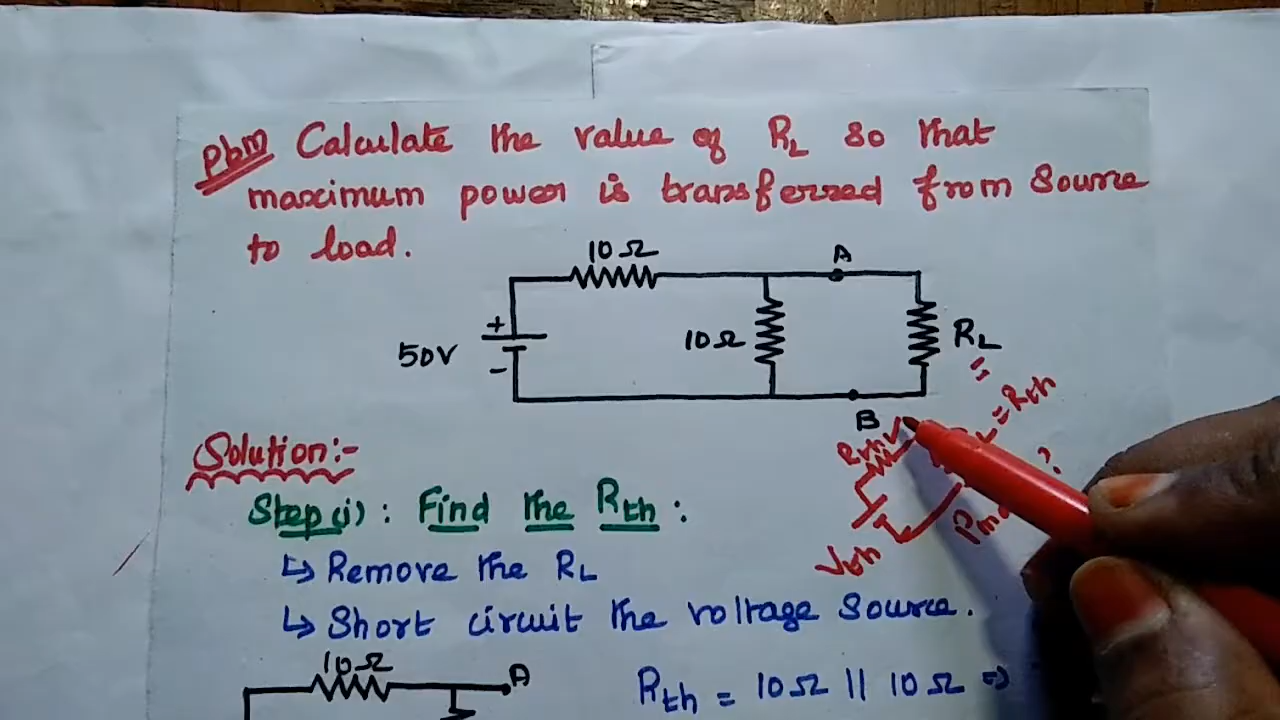 Pbm Calculate the value of RL so that
maximum power is transferred from source
to load.
10Ω
A
50V
+
-
10Ω
RL
B
=
Rth
RL = Rth
Vth
Solution:-
Step(i): Find the Rth:
↳ Remove the RL
↳ Short circuit the voltage source.
10Ω
A
Rth = 10Ω || 10Ω ⇒